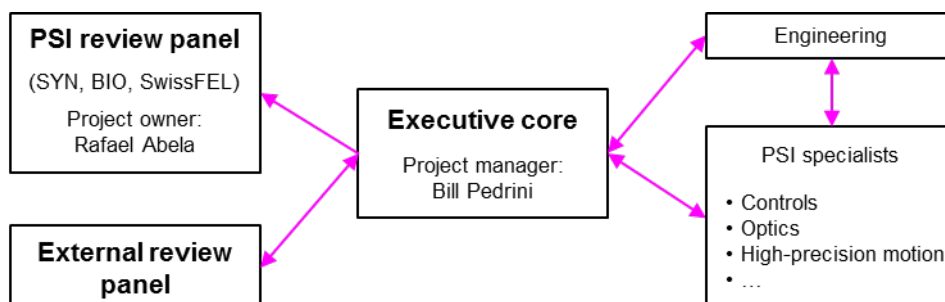 PSI review panel
(SYN, BIO, SwissFEL)
Project owner:
Rafael Abela
External review
panel
Executive core
Project manager:
Bill Pedrini
Engineering
PSI specialists
• Controls
• Optics
• High-precision motion
• …